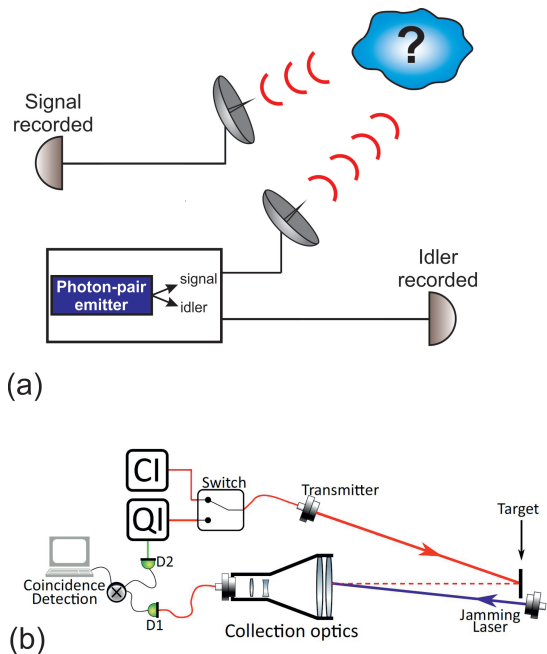 Signal
recorded
?
Idler
recorded
Photon-pair
emitter
signal
idler
(a)
CI
Switch
Transmitter
QI
Target
D2
Coincidence
Detection
D1
Collection optics
Jamming
Laser
(b)